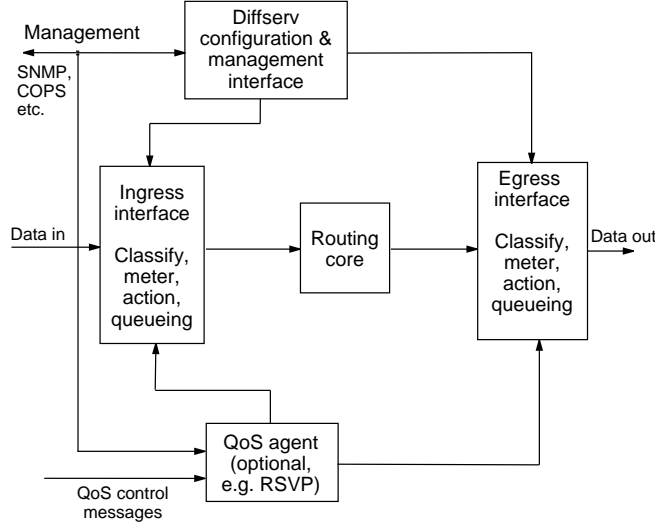 Diffserv
configuration &
management
interface
Management
SNMP,
COPS
etc.
Ingress
interface
Classify,
meter,
action,
queueing
Data in
Routing
core
Egress
interface
Classify,
meter,
action,
queueing
Data out
QoS agent
(optional,
e.g. RSVP)
QoS control
messages